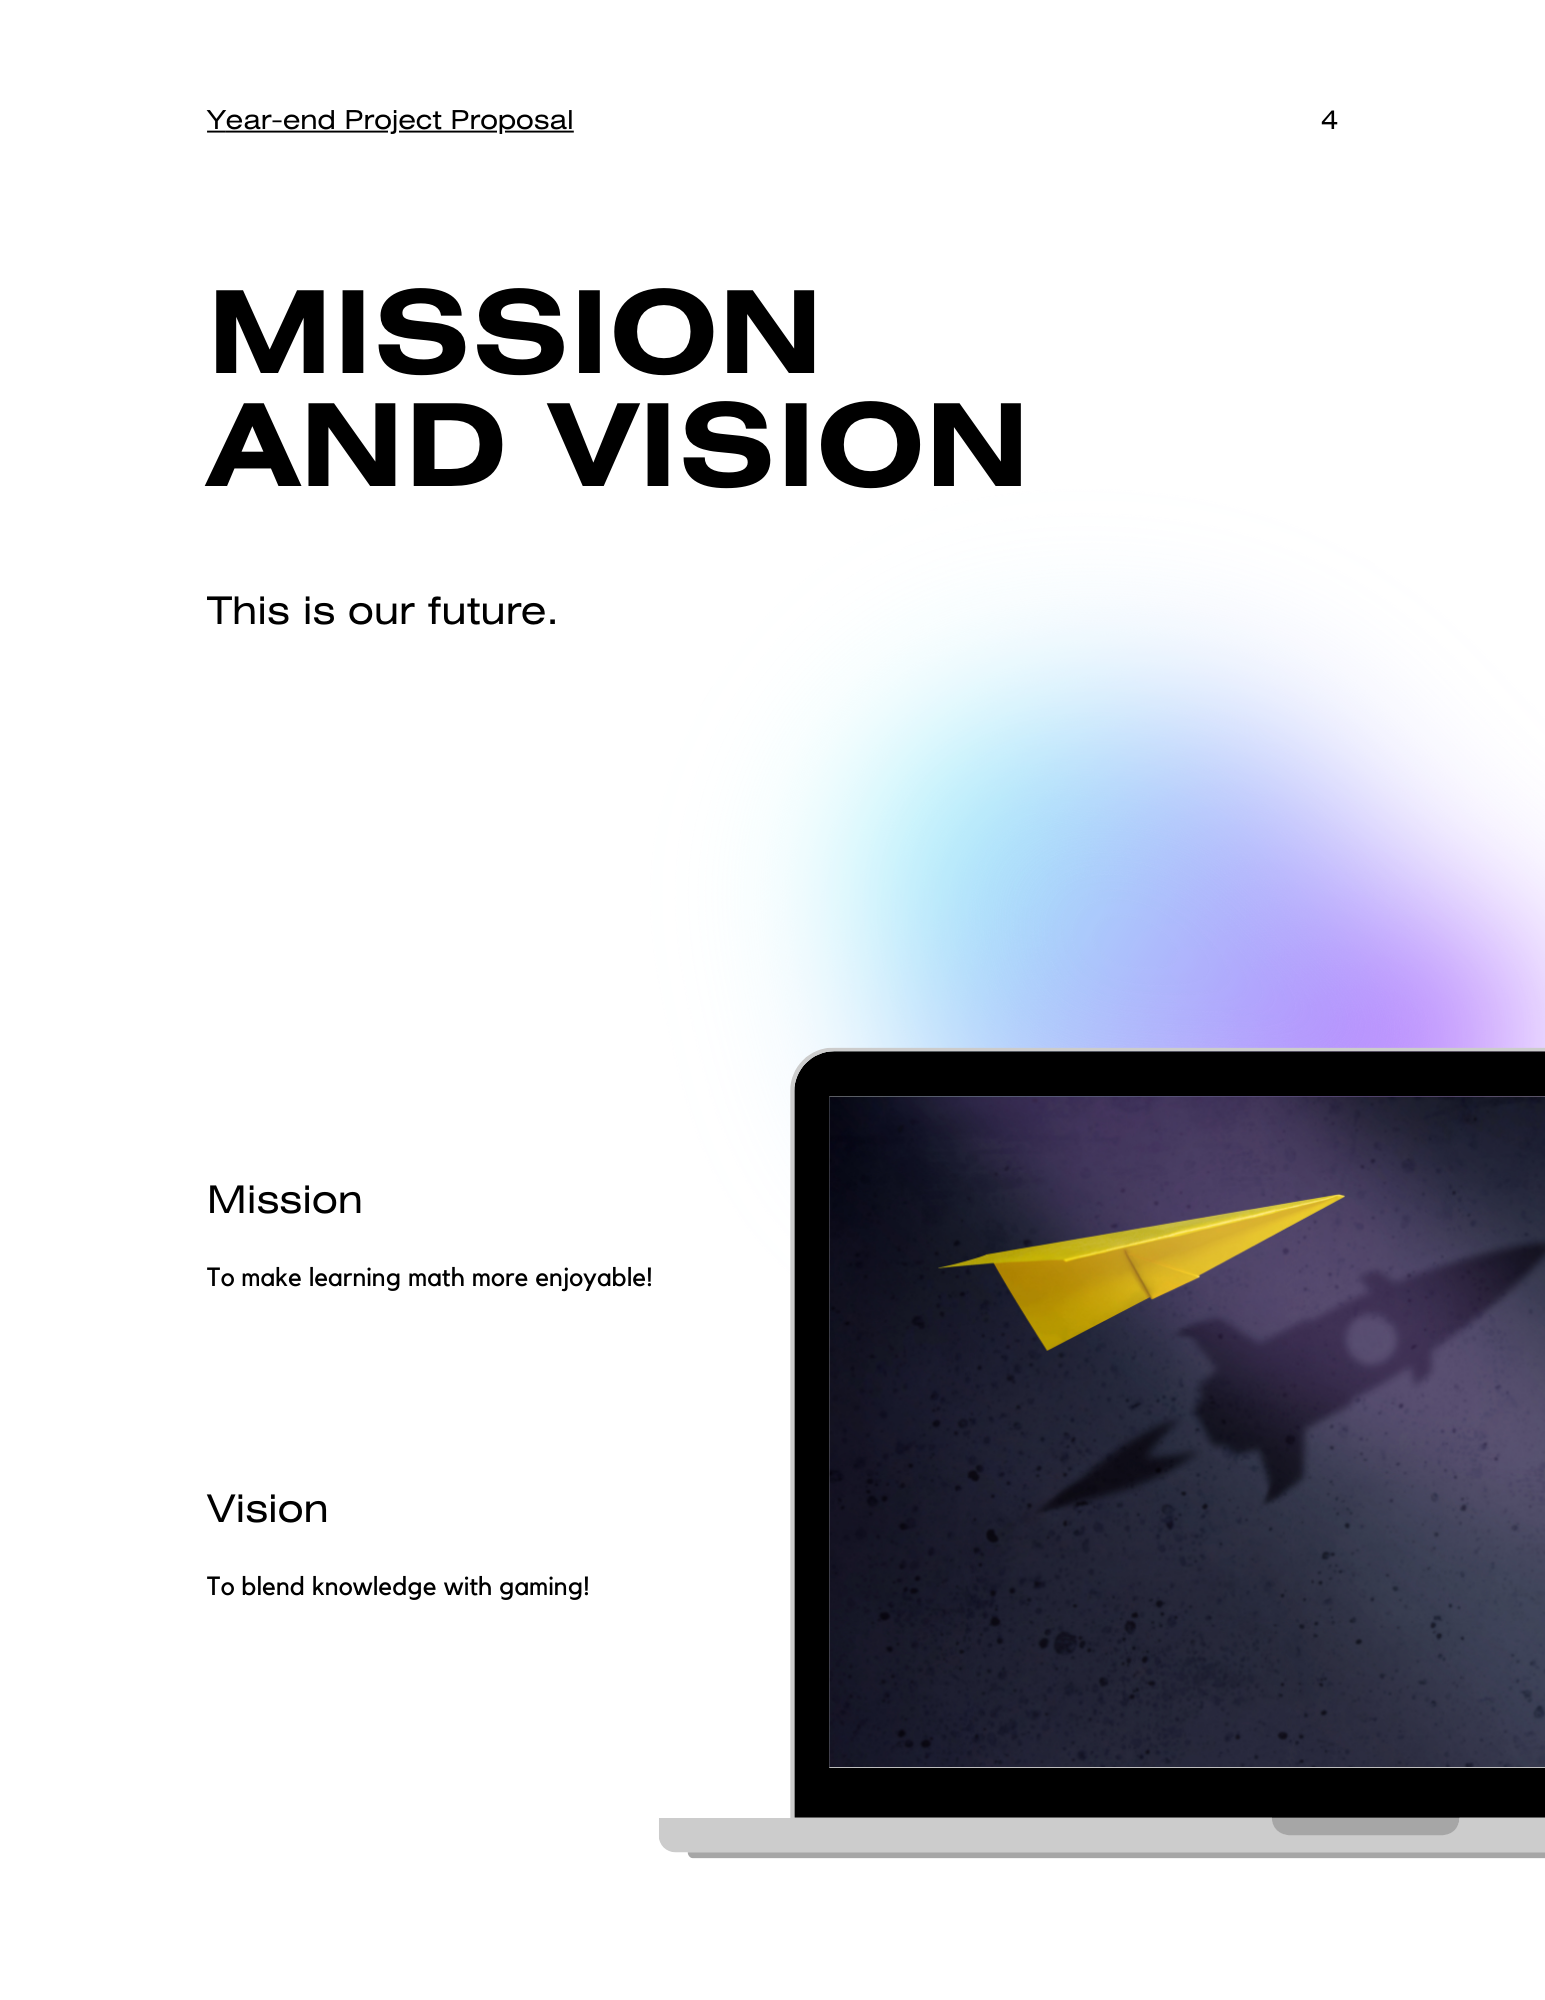 Year-end Project Proposal
4
MISSION
AND VISION
This is our future.
Mission
To make learning math more enjoyable!
Vision
To blend knowledge with gaming!